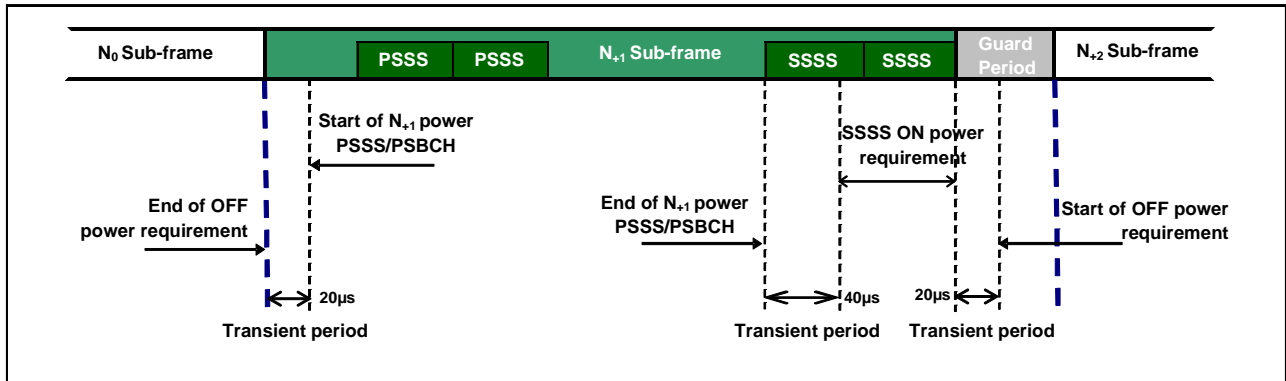 N0 Sub-frame
PSSS
PSSS
N+1 Sub-frame
SSSS
SSSS
Guard
Period
N+2 Sub-frame
Start of N+1 power
PSSS/PSBCH
SSSS ON power
requirement
End of OFF
power requirement
End of N+1 power
PSSS/PSBCH
Start of OFF power
requirement
20µs
40µs
20µs
Transient period
Transient period
Transient period